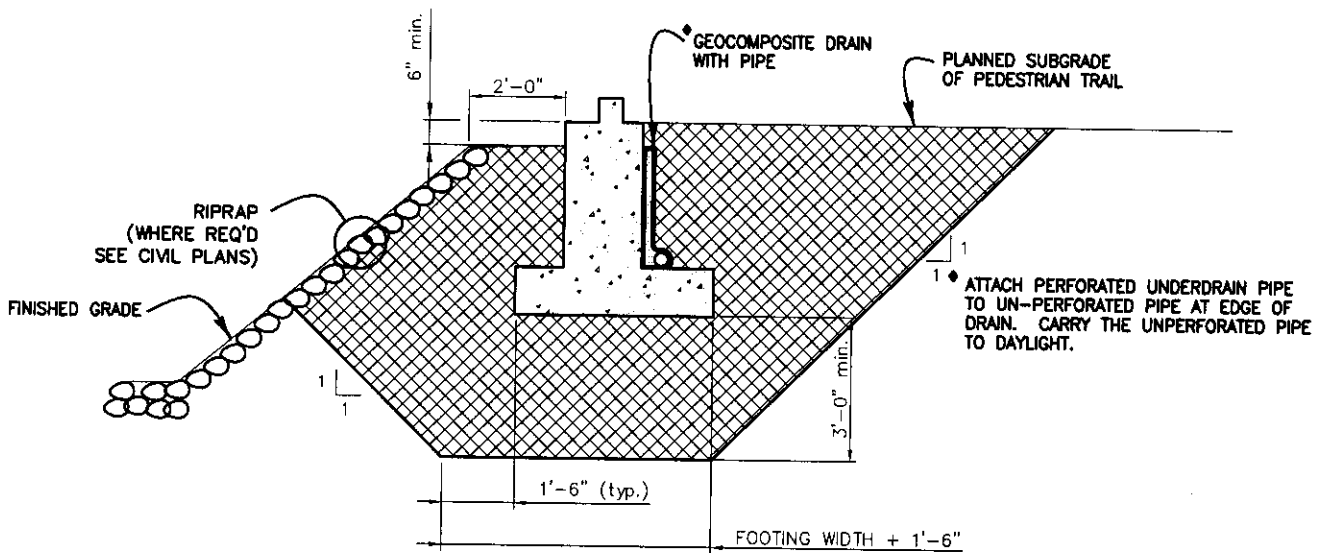 6" min.
2'-0"
GEOCOMPOSITE DRAIN
WITH PIPE
PLANNED SUBGRADE
OF PEDESTRIAN TRAIL
RIPRAP
(WHERE REQ'D
SEE CIVIL PLANS)
FINISHED GRADE
1
1
1
1
ATTACH PERFORATED UNDERDRAIN PIPE
TO UN-PERFORATED PIPE AT EDGE OF
DRAIN. CARRY THE UNPERFORATED PIPE
TO DAYLIGHT.
3'-0" min.
1'-6" (typ.)
FOOTING WIDTH + 1'-6"